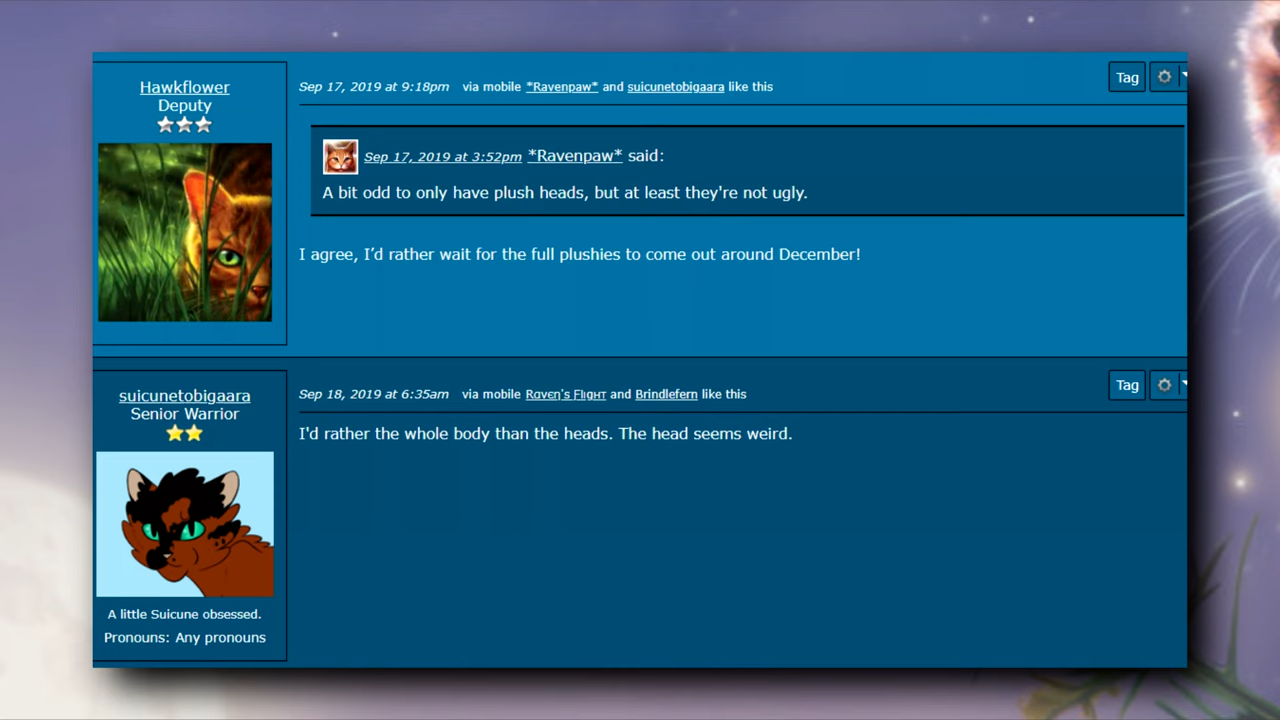 Hawkflower
Deputy
Sep 17, 2019 at 9:18pm via mobile *Ravenpaw* and suicunetobigaara like this
Tag
Sep 17, 2019 at 3:52pm *Ravenpaw* said:
A bit odd to only have plush heads, but at least they're not ugly.
I agree, I’d rather wait for the full plushies to come out around December!
suicunetobigaara
Senior Warrior
Sep 18, 2019 at 6:35am via mobile Rαvєn's Flιgнт and Brindlefern like this
Tag
I'd rather the whole body than the heads. The head seems weird.
A little Suicune obsessed.
Pronouns: Any pronouns